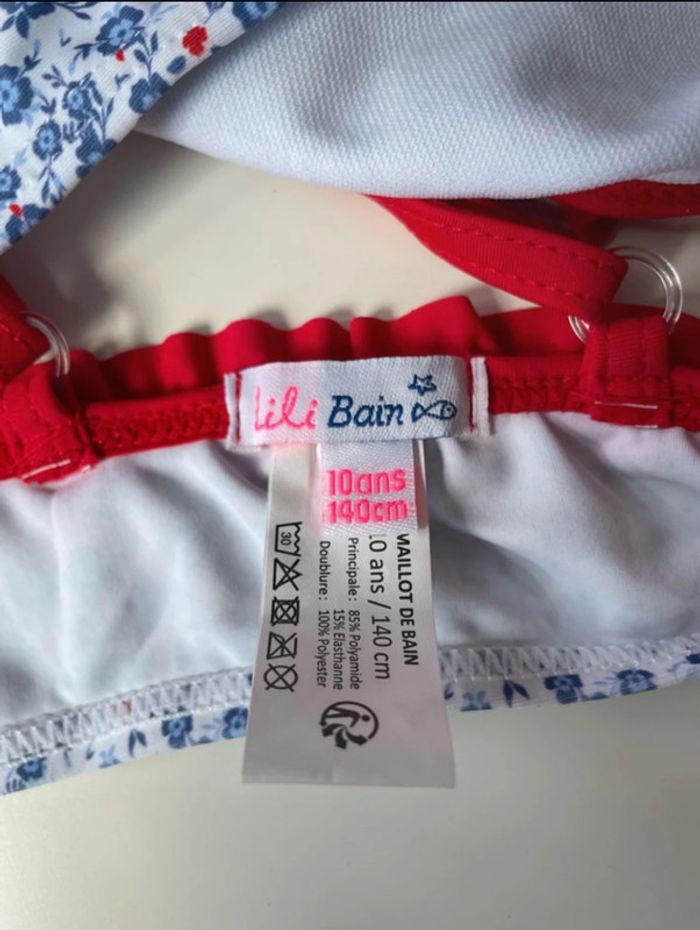 Lili Bain
10ans
140cm
MAILLOT DE BAIN
10 ans / 140 cm
Principale: 85% Polyamide
15% Elasthanne
Doublure: 100% Polyester
30